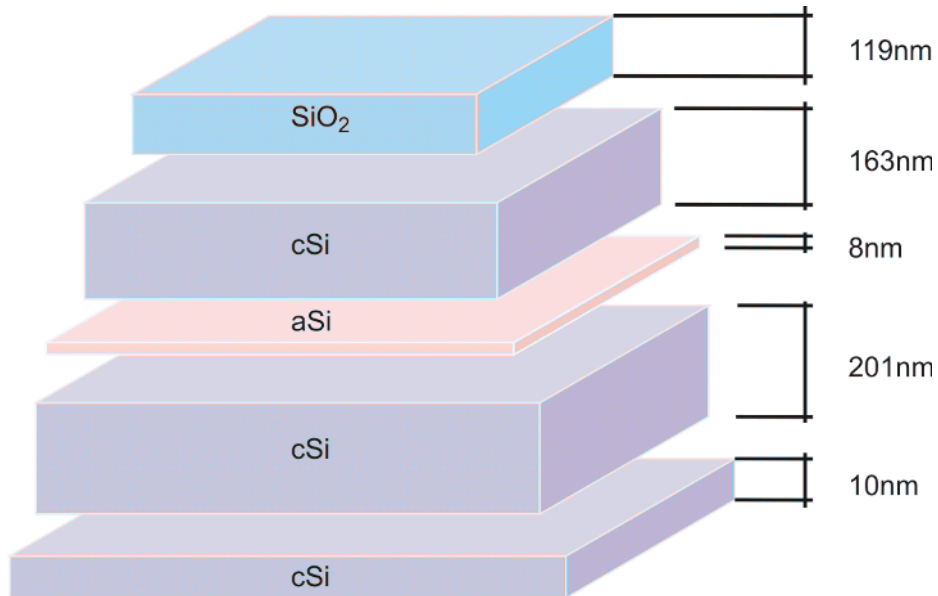 SiO₂
119nm
cSi
163nm
aSi
8nm
cSi
201nm
cSi
10nm